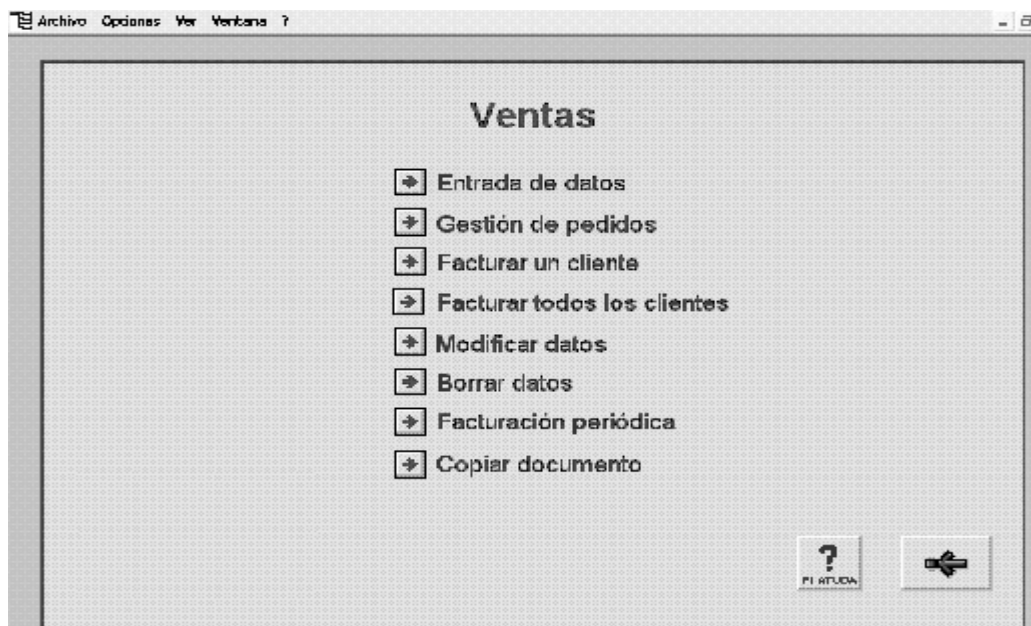 Archivo Opciones Ver Ventana ?
Ventas
Entrada de datos
Gestión de pedidos
Facturar un cliente
Facturar todos los clientes
Modificar datos
Borrar datos
Facturación periódica
Copiar documento
?
F1 AYUDA